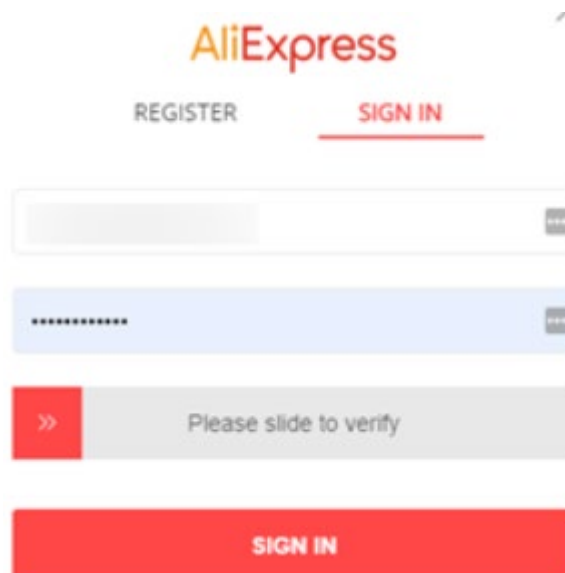 AliExpress
REGISTER SIGN IN
••••••••••••
» Please slide to verify
SIGN IN